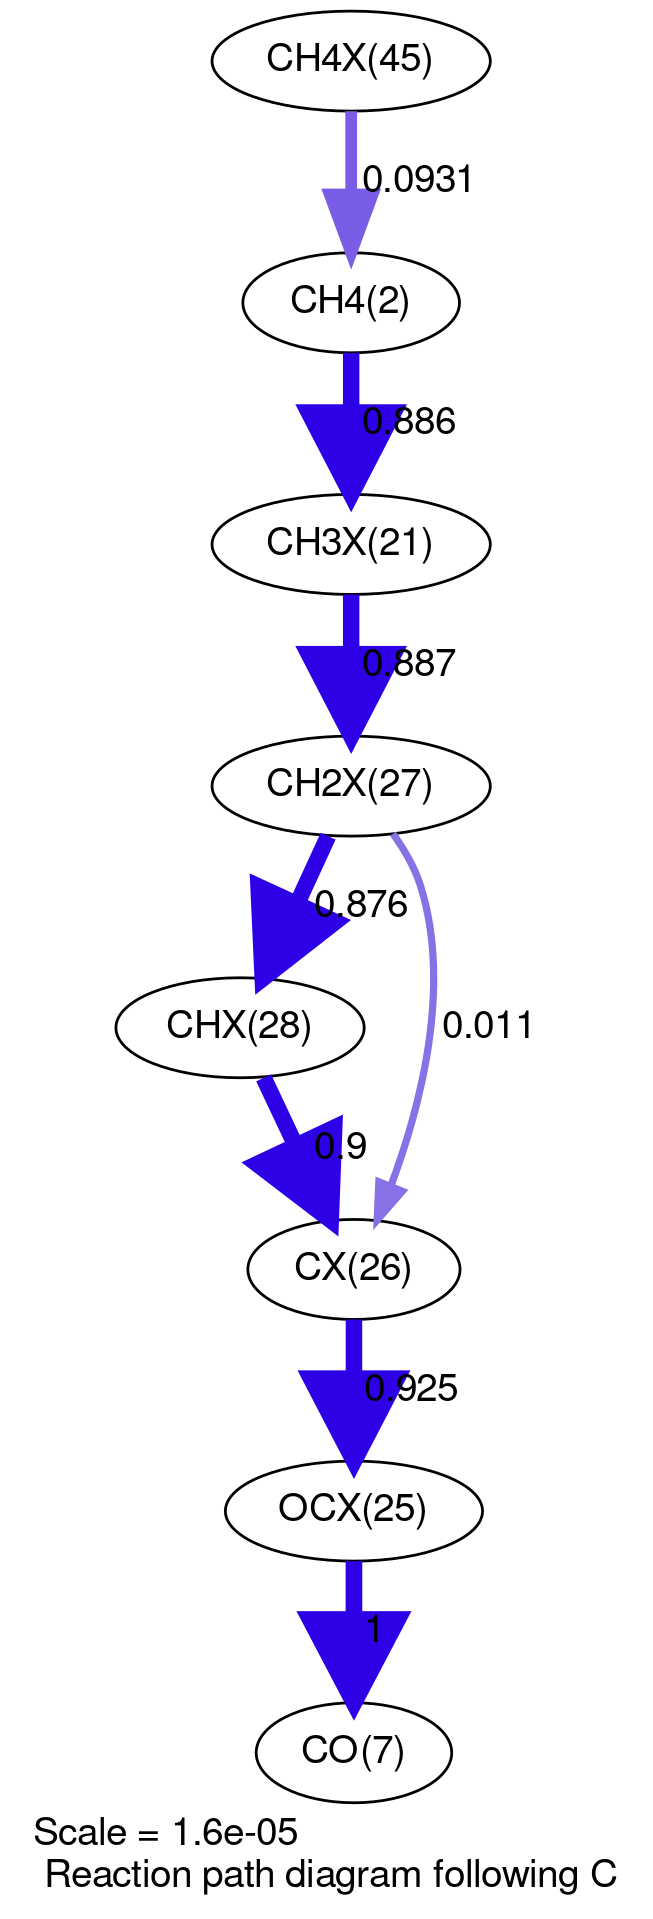 CH4X(45)
0.0931
CH4(2)
0.886
CH3X(21)
0.887
CH2X(27)
0.876
CHX(28)
0.011
0.9
CX(26)
0.925
OCX(25)
1
CO(7)
Scale = 1.6e-05
Reaction path diagram following C